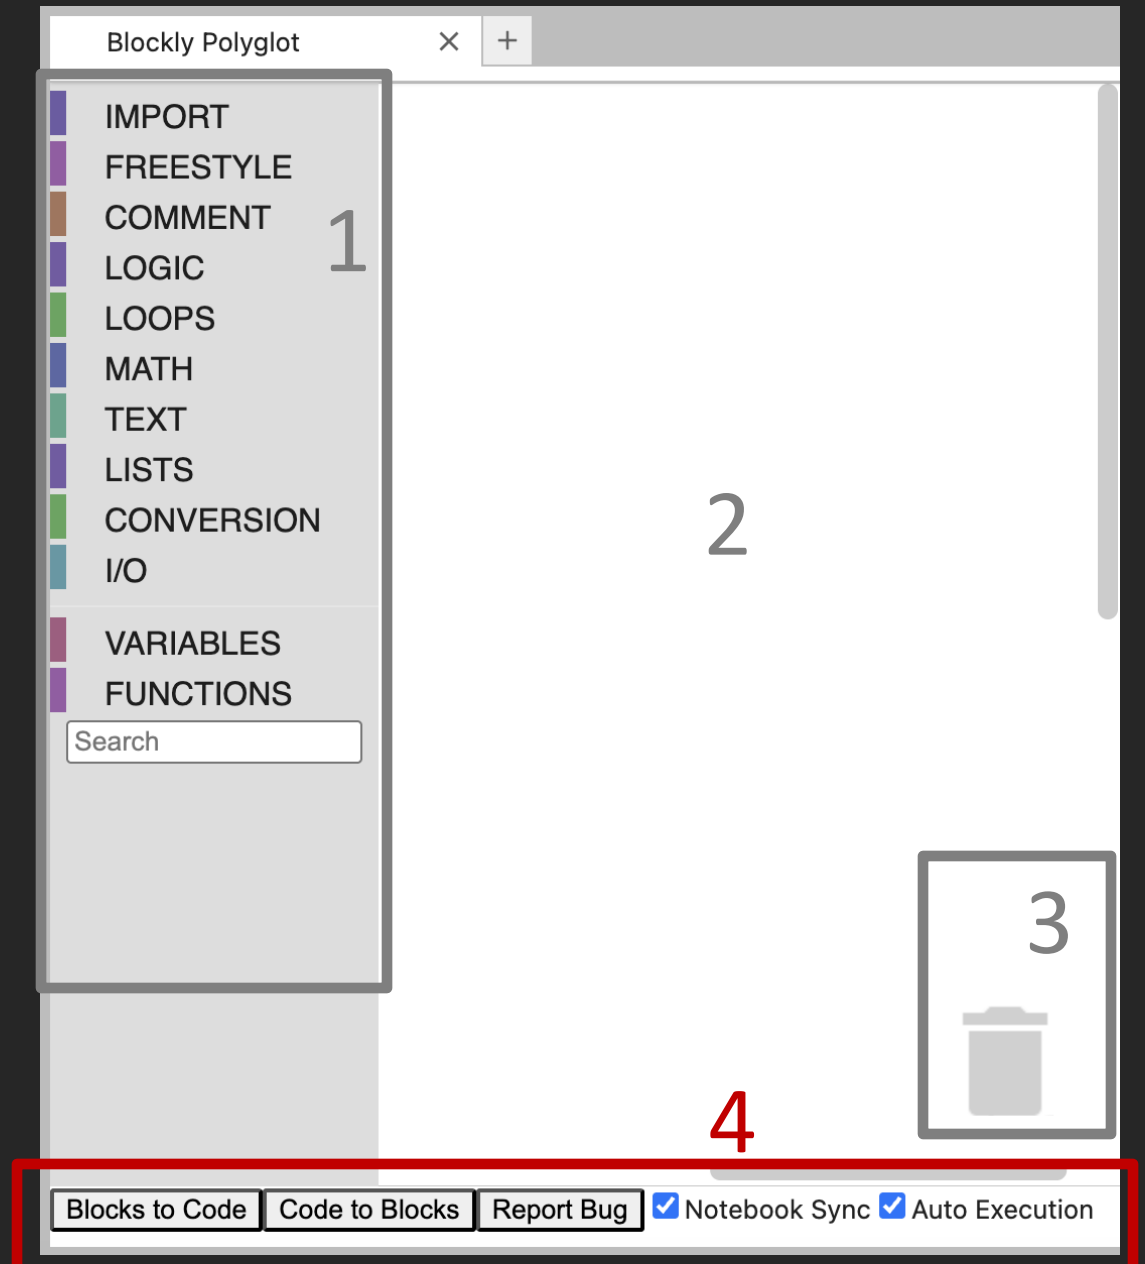 Blockly Polyglot × +
IMPORT
FREESTYLE
COMMENT
1
LOGIC
LOOPS
MATH
TEXT
LISTS
CONVERSION
2
I/O
VARIABLES
FUNCTIONS
Search
3
4
Blocks to Code Code to Blocks Report Bug Notebook Sync Auto Execution